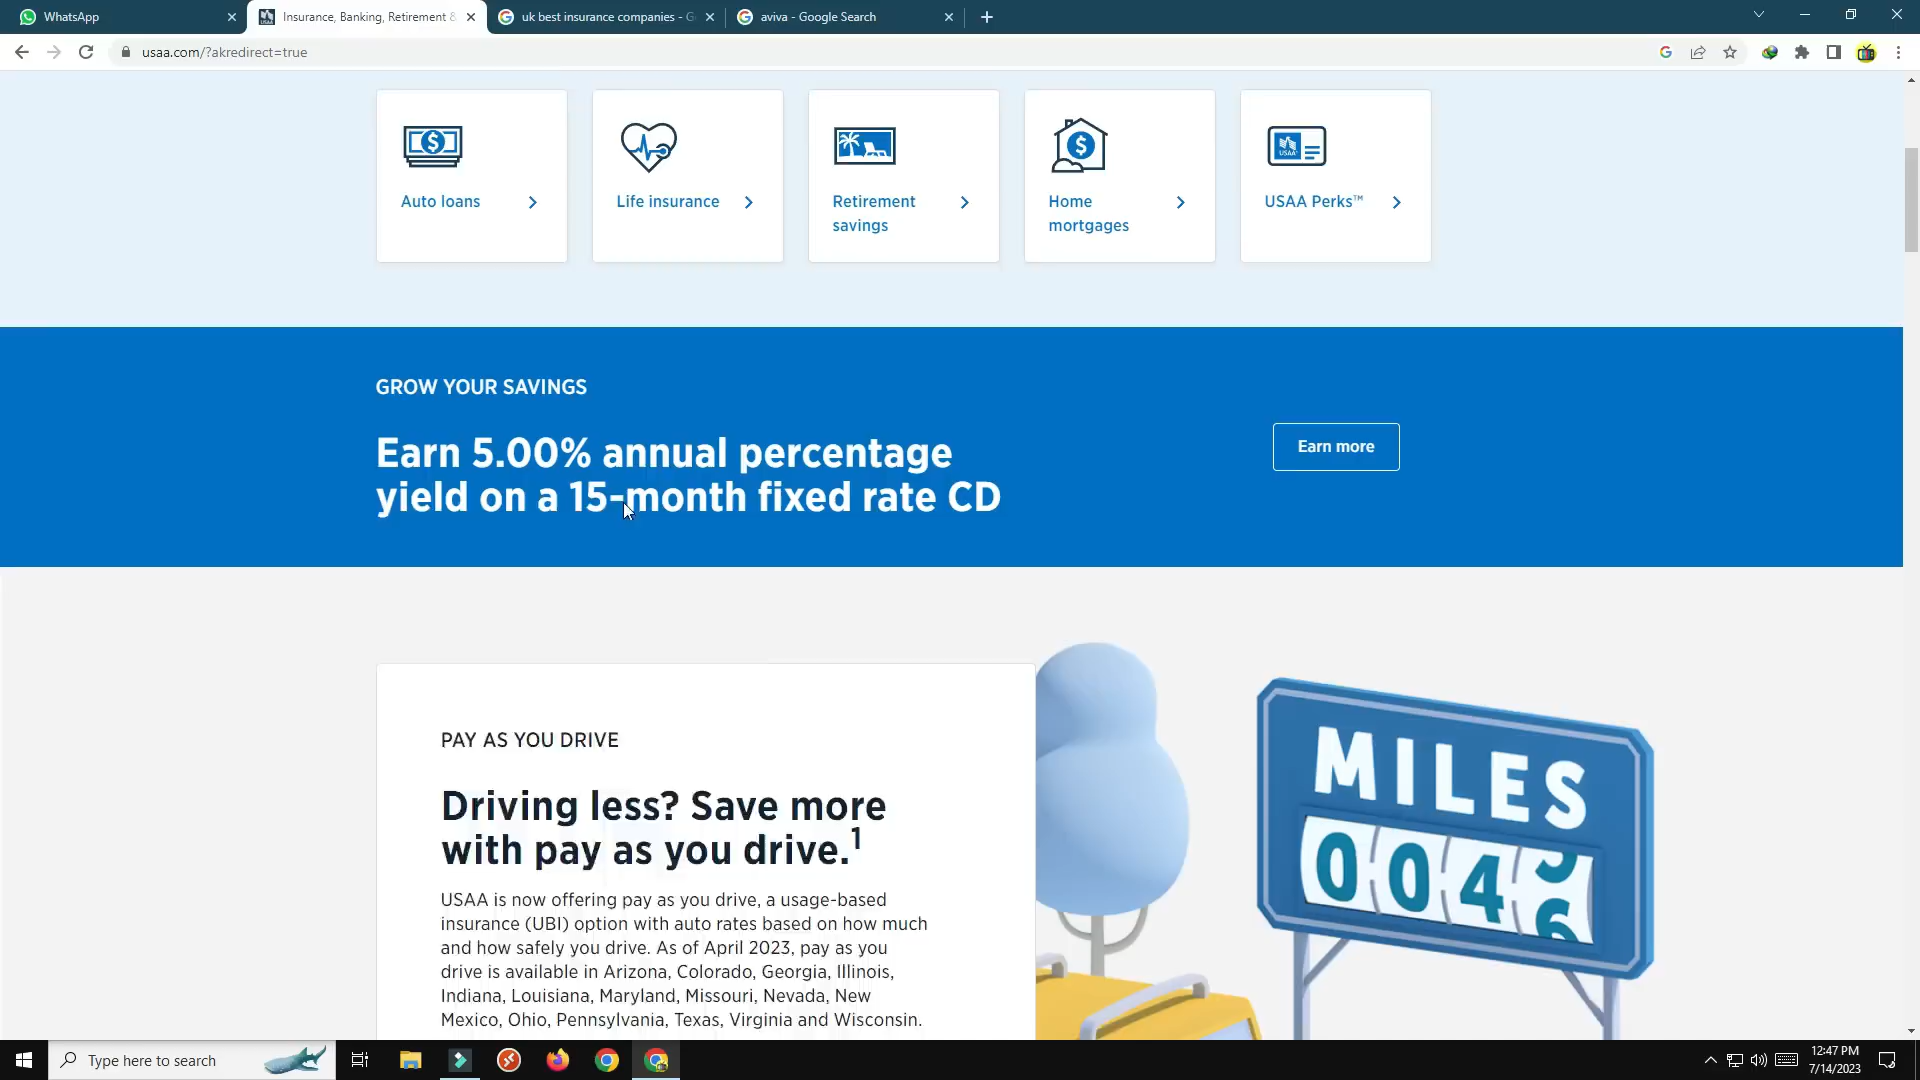 WhatsApp
Insurance, Banking, Retirement &
uk best insurance companies - G
aviva - Google Search
usaa.com/?akredirect=true
Auto loans
Life insurance
Retirement
savings
Home
mortgages
USAA
USAA Perks™
GROW YOUR SAVINGS
Earn 5.00% annual percentage
yield on a 15-month fixed rate CD
Earn more
PAY AS YOU DRIVE
Driving less? Save more
with pay as you drive.1
USAA is now offering pay as you drive, a usage-based
insurance (UBI) option with auto rates based on how much
and how safely you drive. As of April 2023, pay as you
drive is available in Arizona, Colorado, Georgia, Illinois,
Indiana, Louisiana, Maryland, Missouri, Nevada, New
Mexico, Ohio, Pennsylvania, Texas, Virginia and Wisconsin.
MILES
004
6
Type here to search
12:47 PM
7/14/2023